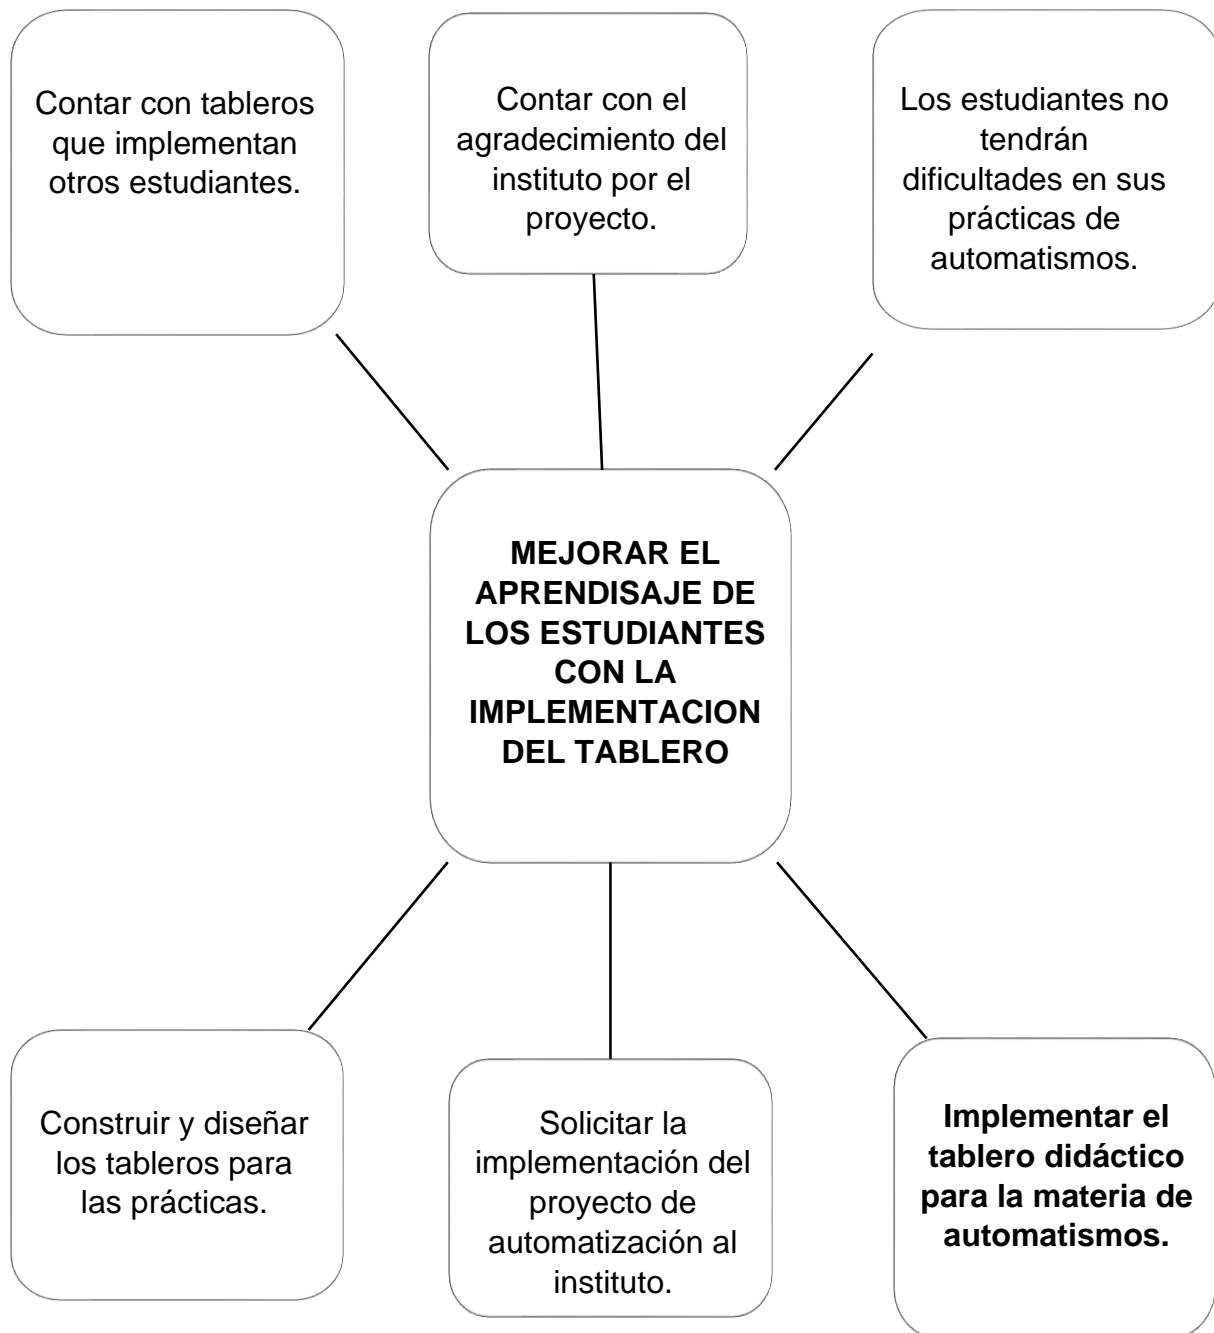 Contar con tableros
que implementan
otros estudiantes.
Contar con el
agradecimiento del
instituto por el
proyecto.
Los estudiantes no
tendrán
dificultades en sus
prácticas de
automatismos.
MEJORAR EL
APRENDISAJE DE
LOS ESTUDIANTES
CON LA
IMPLEMENTACION
DEL TABLERO
Construir y diseñar
los tableros para
las prácticas.
Solicitar la
implementación del
proyecto de
automatización al
instituto.
Implementar el
tablero didáctico
para la materia de
automatismos.